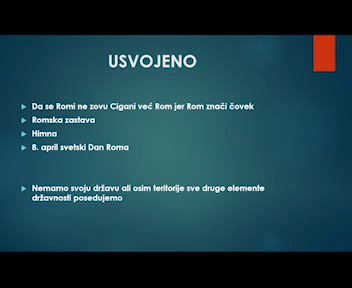 USVOJENO
Da se Romi ne zovu Cigani već Rom jer Rom znači čovek
Romska zastava
Himna
8. april svetski Dan Roma
Nemamo svoju državu ali osim teritorije sve druge elemente
državnosti posedujemo